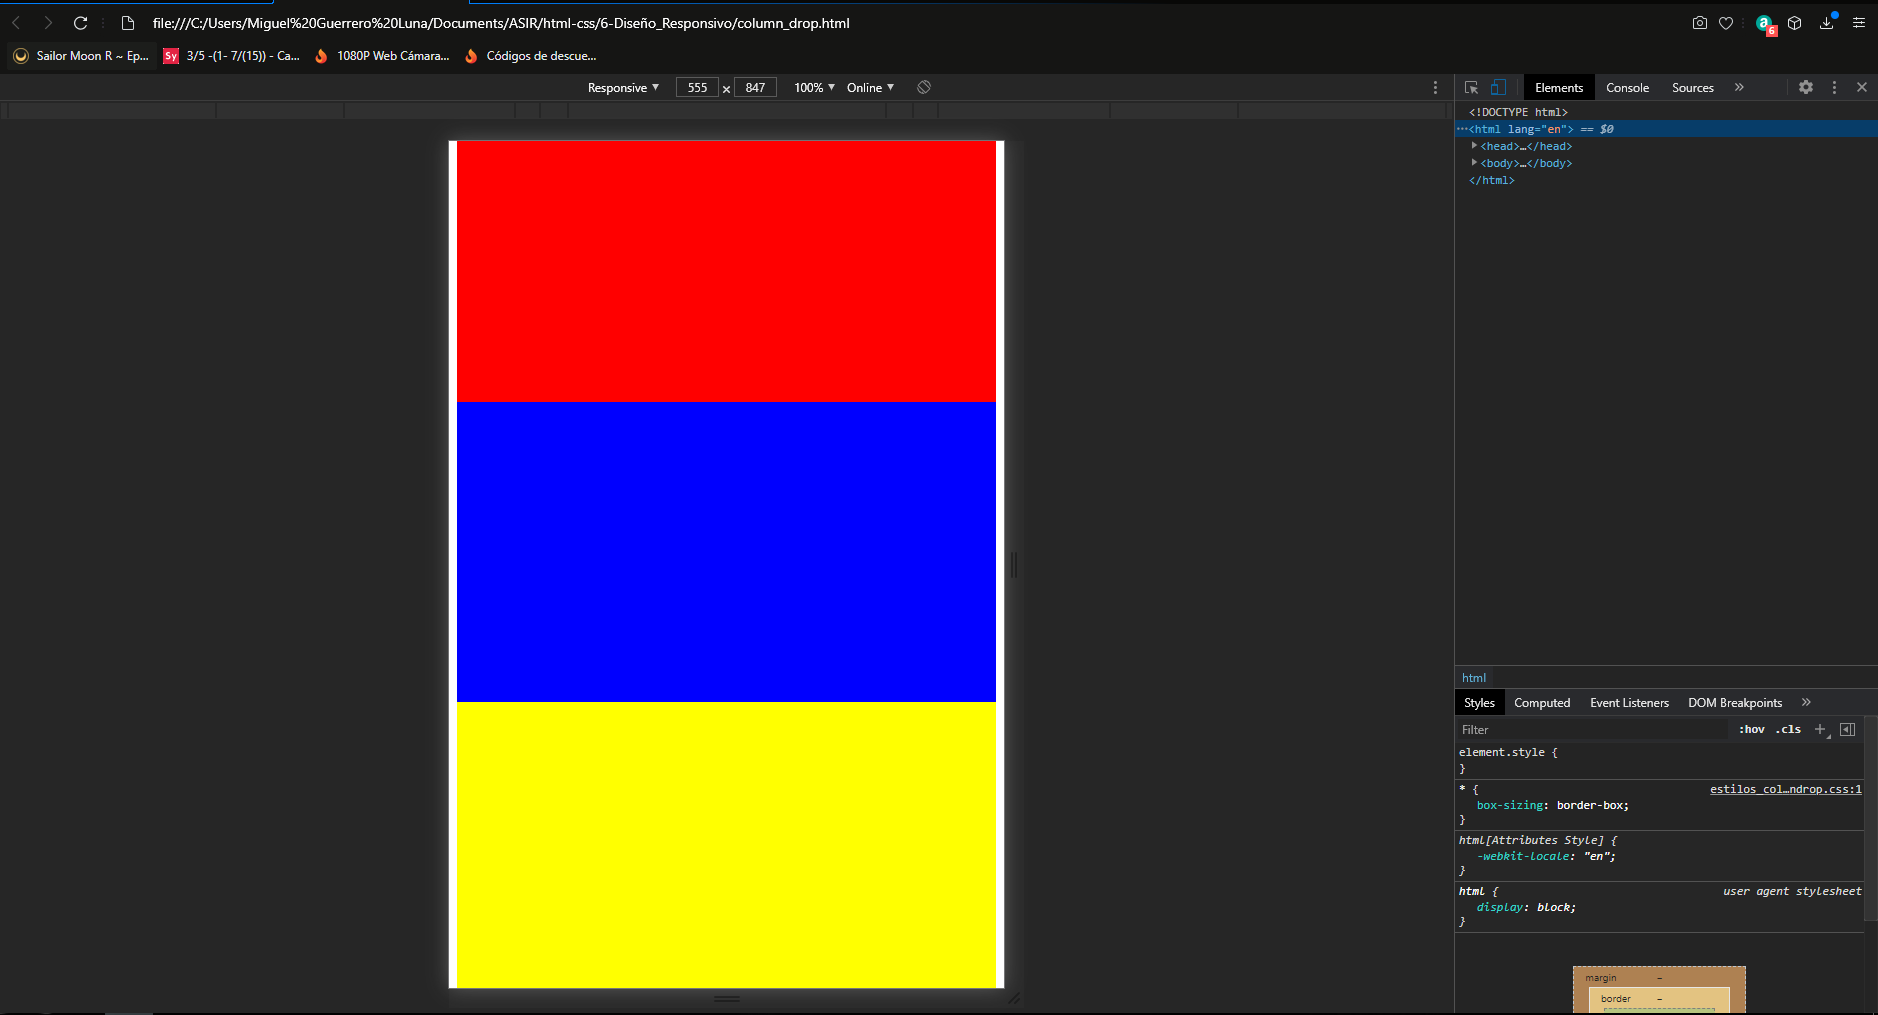 file:///C:/Users/Miguel%20Guerrero%20Luna/Documents/ASIR/html-css/6-Diseño_Responsivo/column_drop.html
6
Sailor Moon R ~ Ep...
Sy 3/5 -(1- 7/(15)) - Ca...
1080P Web Cámara...
Códigos de descue...
Responsive ▼ 555 × 847 100% ▼ Online ▼
Elements Console Sources »
<!DOCTYPE html>
···<html lang="en"> == $0
<head>…</head>
<body>…</body>
</html>
html
Styles Computed Event Listeners DOM Breakpoints »
Filter :hov .cls +
element.style {
}
* { estilos_col…ndrop.css:1
box-sizing: border-box;
}
html[Attributes Style] {
-webkit-locale: "en";
}
html { user agent stylesheet
display: block;
}
margin –
border –